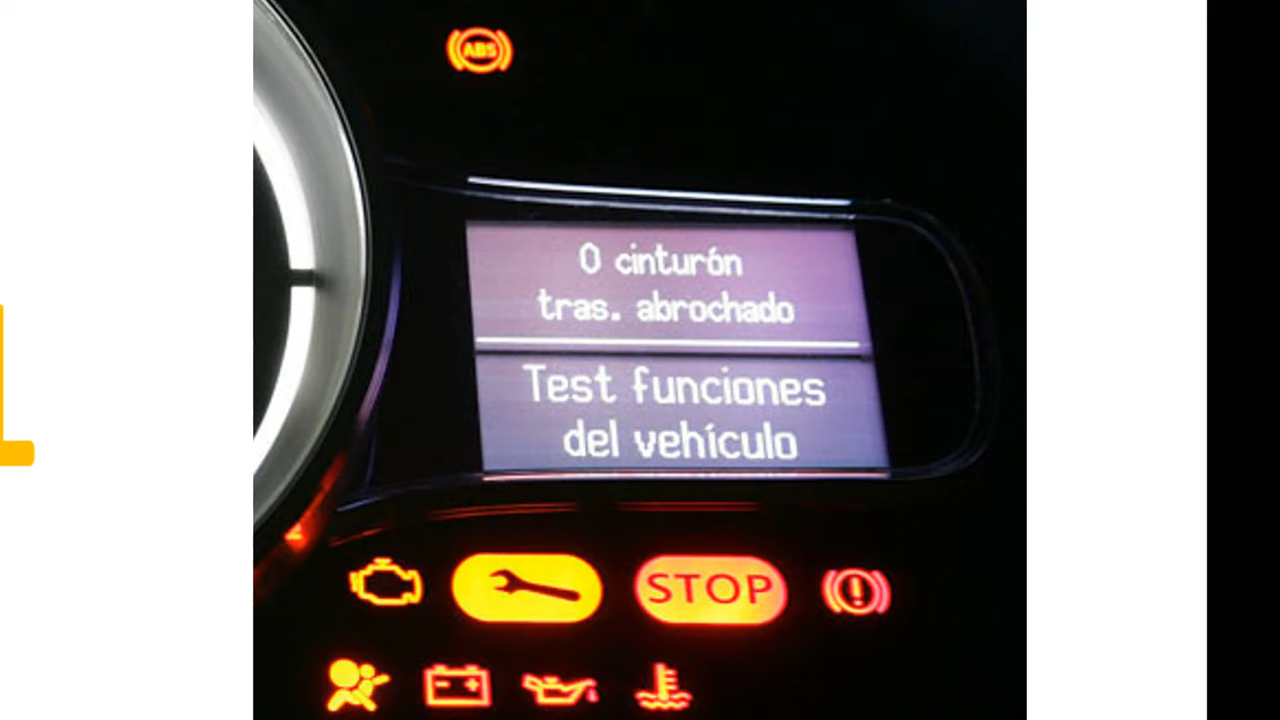 ABS
0 cinturón
tras. abrochado
Test funciones
del vehículo
STOP